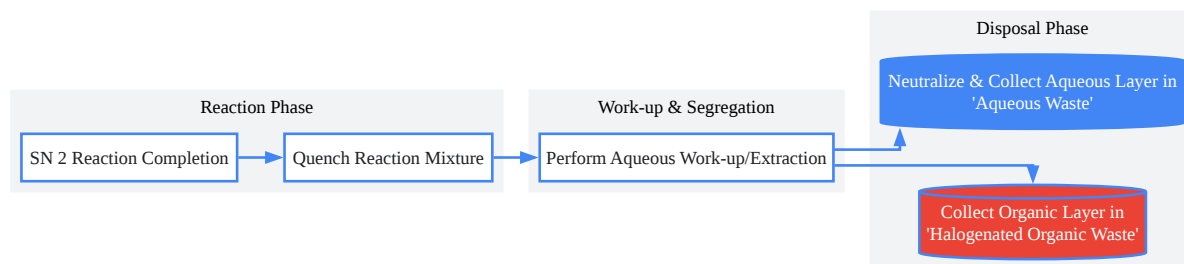 Reaction Phase
SN 2 Reaction Completion
Quench Reaction Mixture
Work-up & Segregation
Perform Aqueous Work-up/Extraction
Disposal Phase
Neutralize & Collect Aqueous Layer in
'Aqueous Waste'
Collect Organic Layer in
'Halogenated Organic Waste'